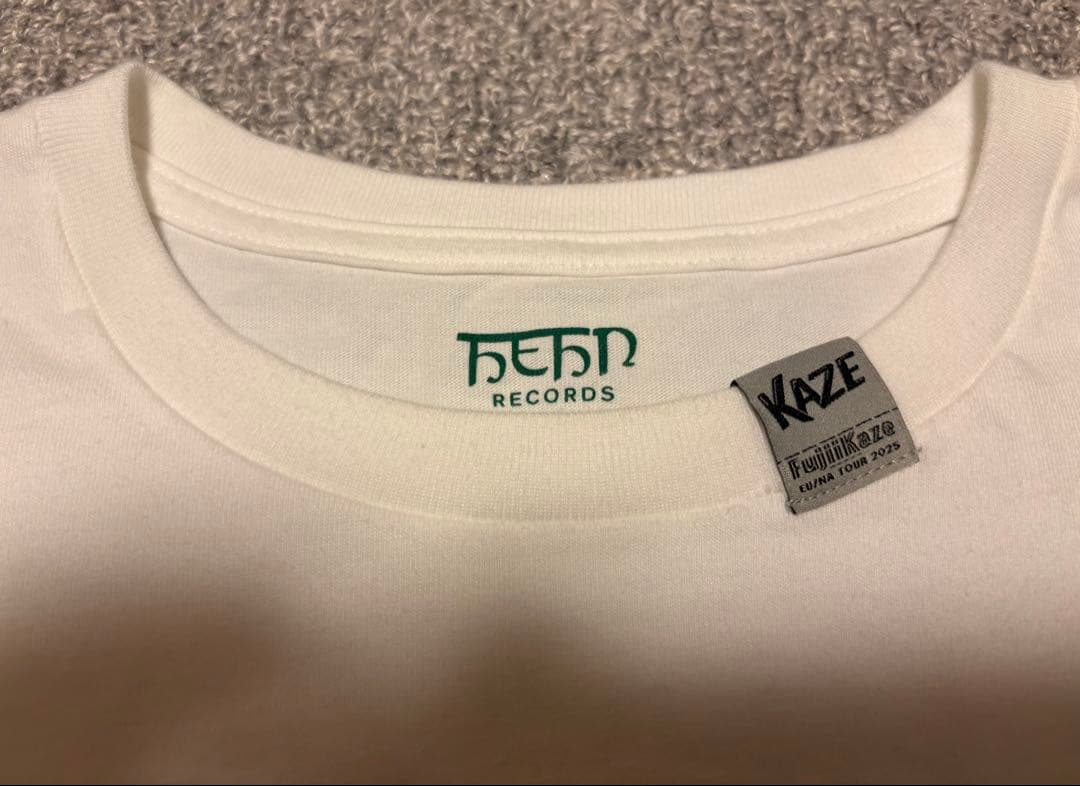 HEHN
RECORDS
KAZE
FujiiKaze
EU/NA TOUR 2025